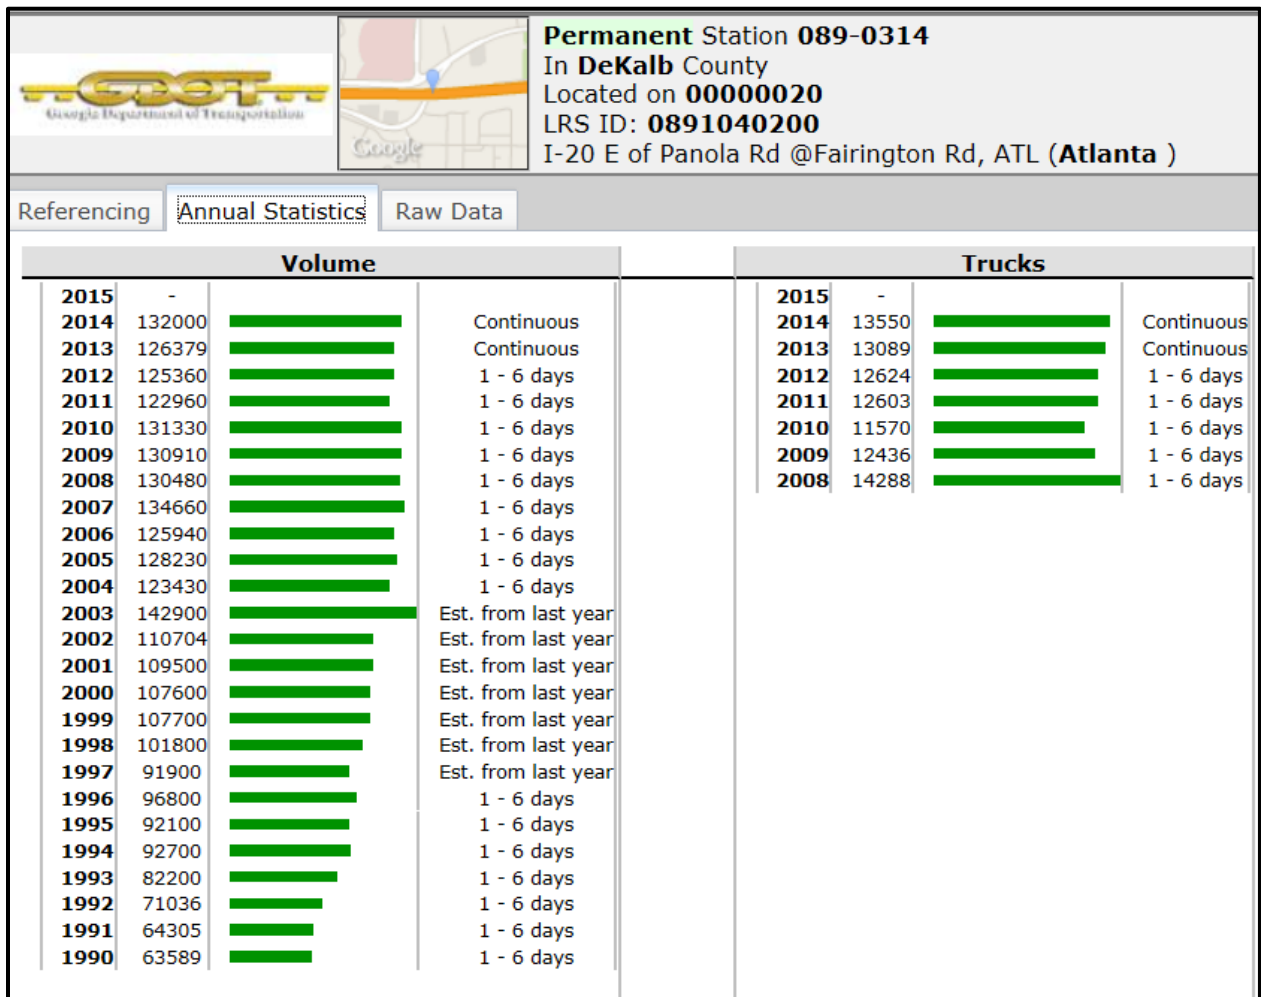 GDOT
Georgia Department of Transportation
Google
Permanent Station 089-0314
In DeKalb County
Located on 00000020
LRS ID: 0891040200
I-20 E of Panola Rd @Fairington Rd, ATL (Atlanta )
Referencing Annual Statistics Raw Data
Volume
2015 -
2014 132000 Continuous
2013 126379 Continuous
2012 125360 1 - 6 days
2011 122960 1 - 6 days
2010 131330 1 - 6 days
2009 130910 1 - 6 days
2008 130480 1 - 6 days
2007 134660 1 - 6 days
2006 125940 1 - 6 days
2005 128230 1 - 6 days
2004 123430 1 - 6 days
2003 142900 Est. from last year
2002 110704 Est. from last year
2001 109500 Est. from last year
2000 107600 Est. from last year
1999 107700 Est. from last year
1998 101800 Est. from last year
1997 91900 Est. from last year
1996 96800 1 - 6 days
1995 92100 1 - 6 days
1994 92700 1 - 6 days
1993 82200 1 - 6 days
1992 71036 1 - 6 days
1991 64305 1 - 6 days
1990 63589 1 - 6 days
Trucks
2015 -
2014 13550 Continuous
2013 13089 Continuous
2012 12624 1 - 6 days
2011 12603 1 - 6 days
2010 11570 1 - 6 days
2009 12436 1 - 6 days
2008 14288 1 - 6 days